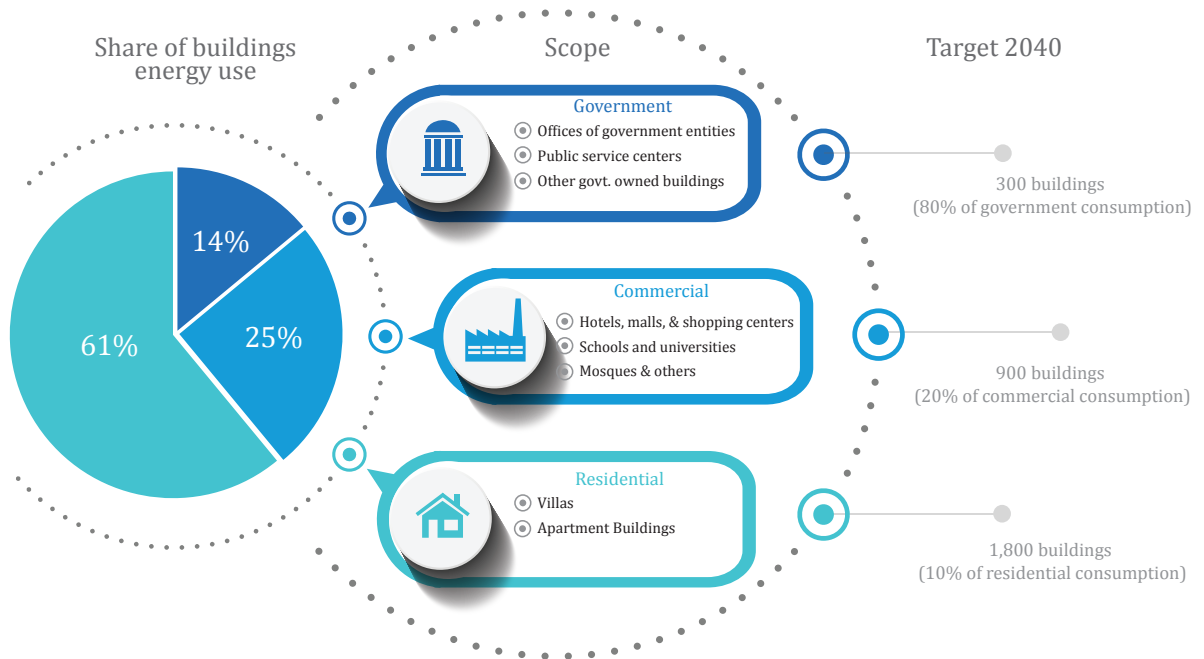 Share of buildings
energy use
Scope
Target 2040
14%
25%
61%
Government
Offices of government entities
Public service centers
Other govt. owned buildings
300 buildings
(80% of government consumption)
Commercial
Hotels, malls, & shopping centers
Schools and universities
Mosques & others
900 buildings
(20% of commercial consumption)
Residential
Villas
Apartment Buildings
1,800 buildings
(10% of residential consumption)